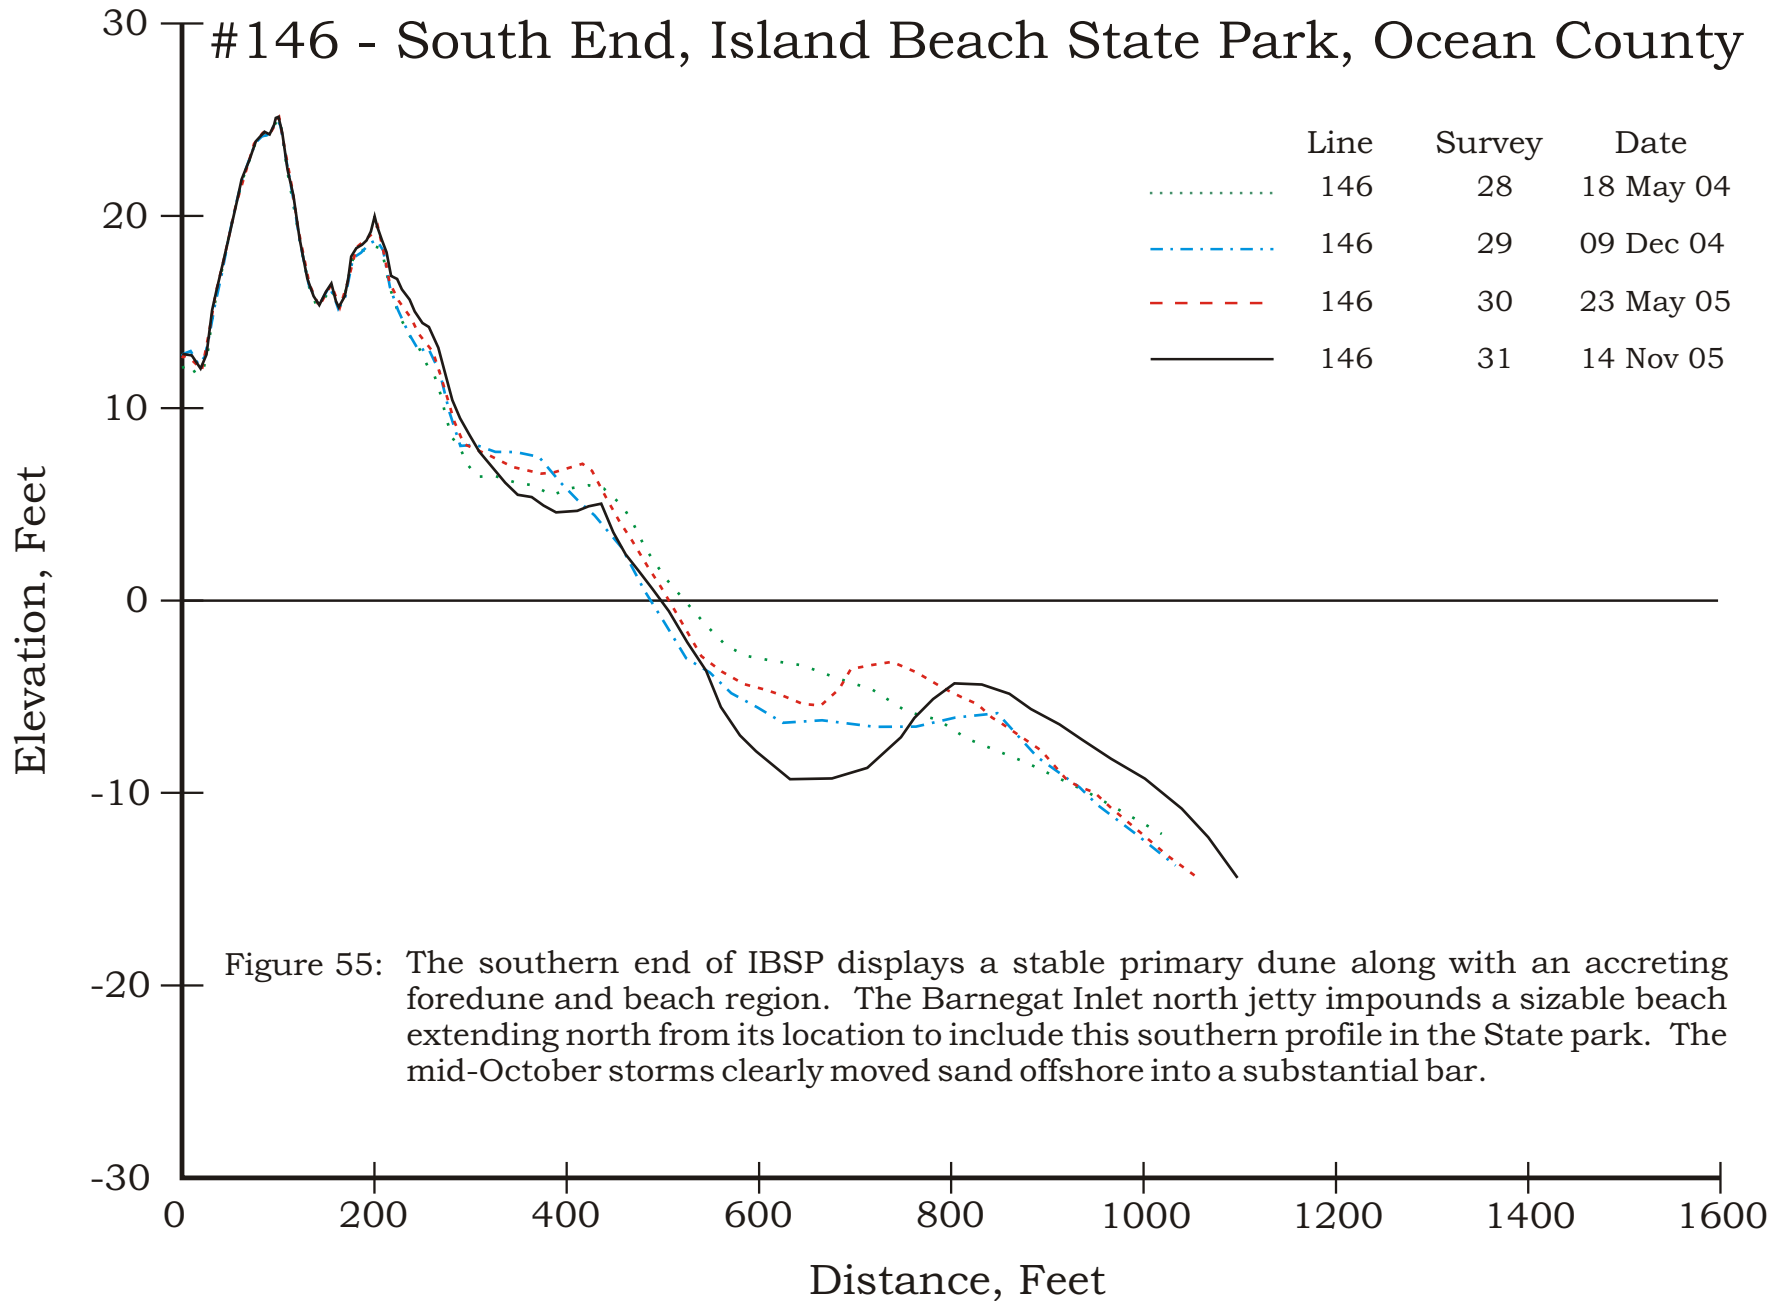 #146 - South End, Island Beach State Park, Ocean County
Line Survey Date
146 28 18 May 04
146 29 09 Dec 04
146 30 23 May 05
146 31 14 Nov 05
Elevation, Feet
30
20
10
0
-10
-20
-30
Figure 55: The southern end of IBSP displays a stable primary dune along with an accreting
foredune and beach region. The Barnegat Inlet north jetty impounds a sizable beach
extending north from its location to include this southern profile in the State park. The
mid-October storms clearly moved sand offshore into a substantial bar.
0 200 400 600 800 1000 1200 1400 1600
Distance, Feet